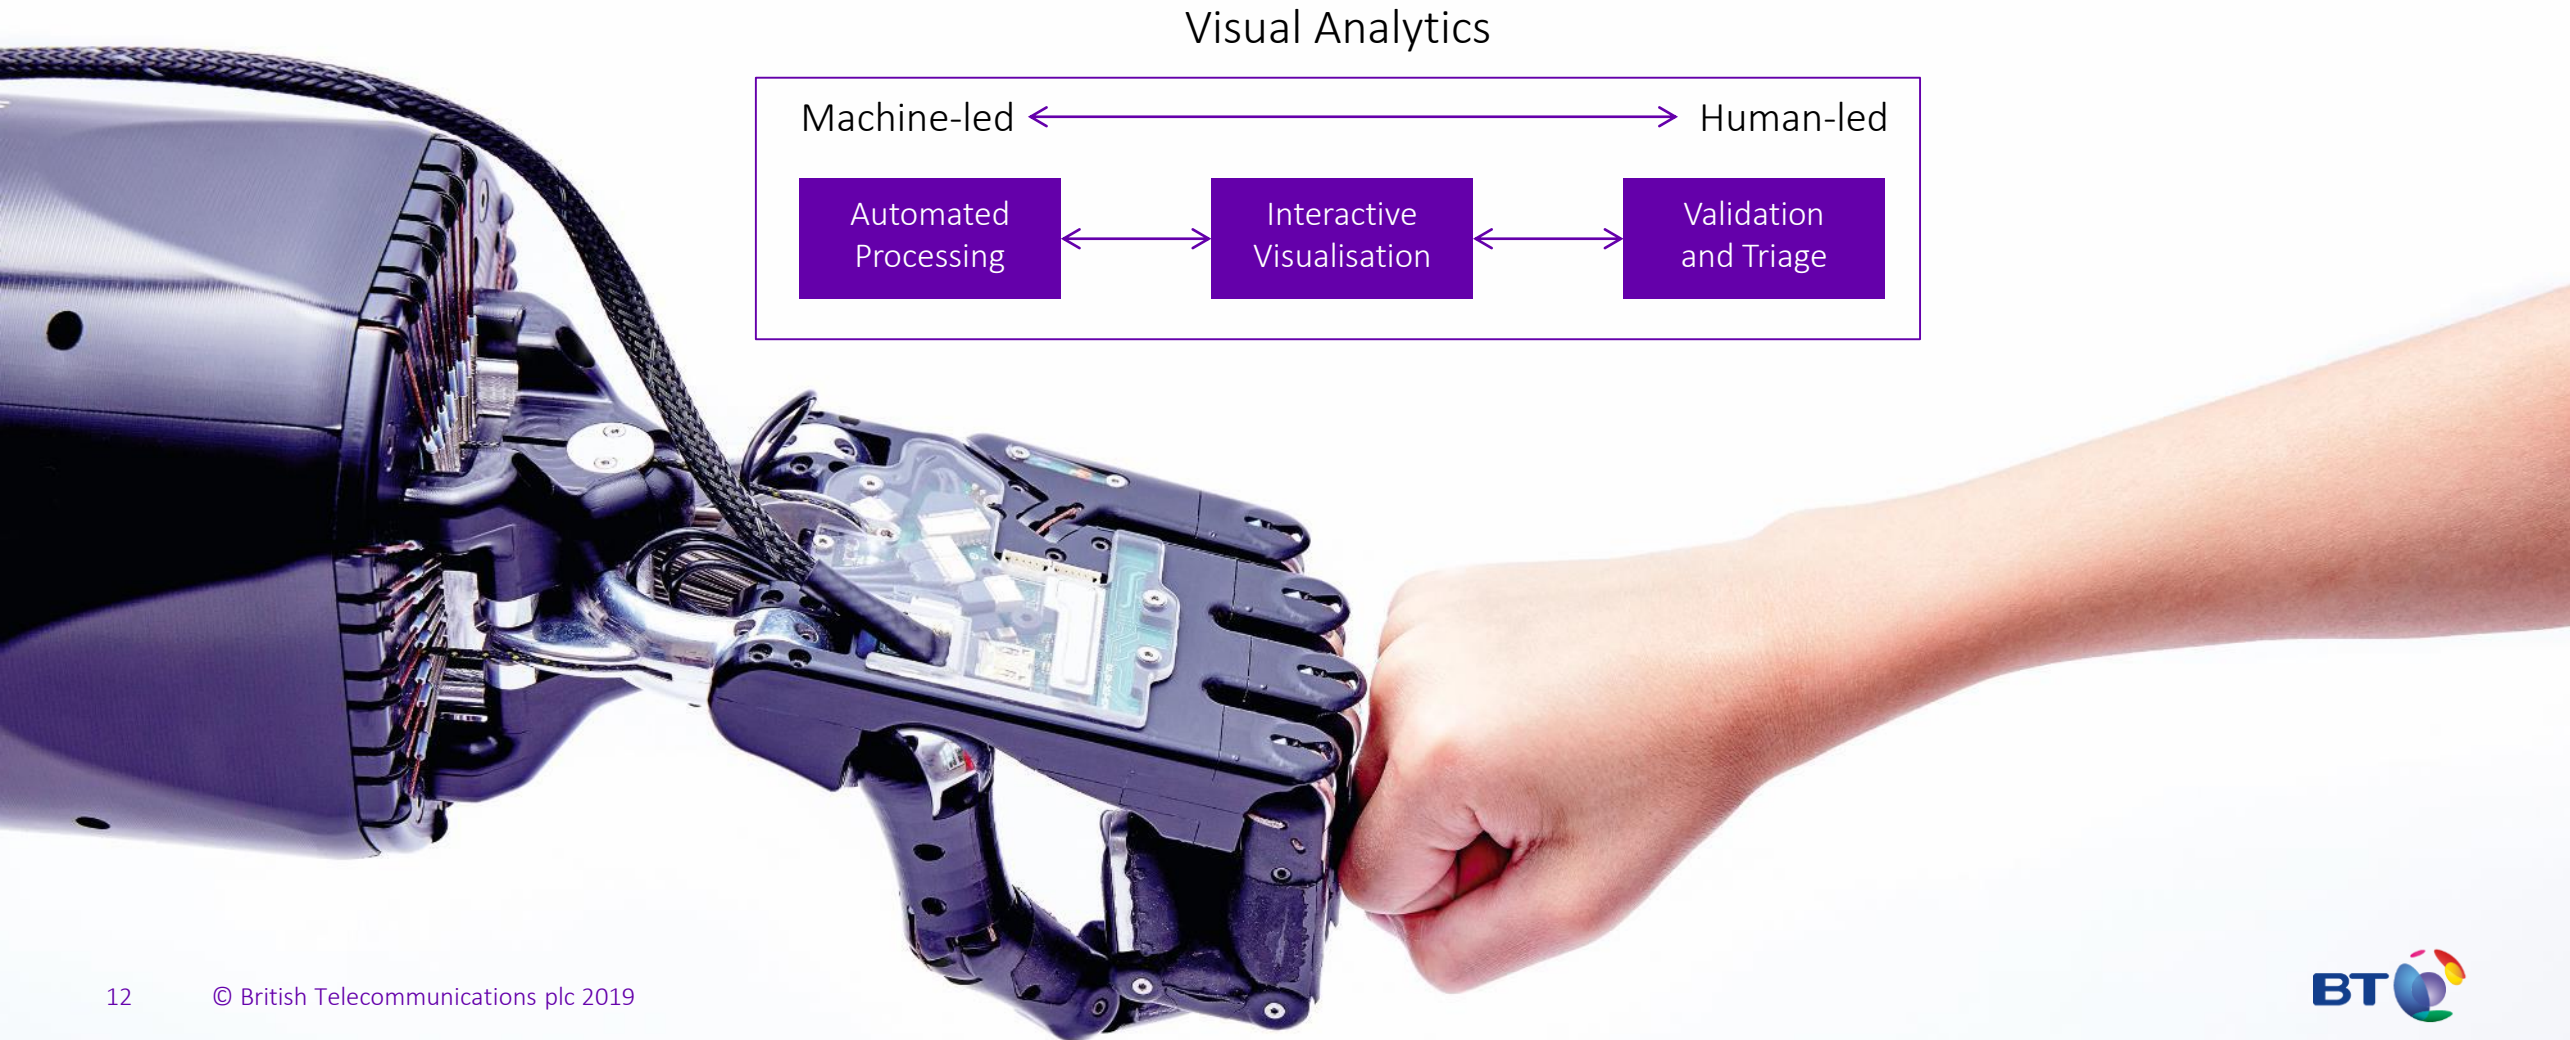 Visual Analytics
Machine-led
Human-led
Automated
Processing
Interactive
Visualisation
Validation
and Triage
12
© British Telecommunications plc 2019
BT